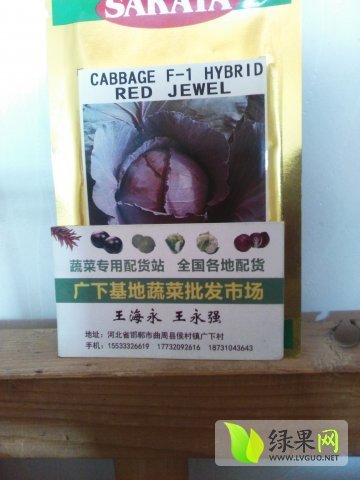 SAKATA
CABBAGE F-1 HYBRID
RED JEWEL
蔬菜专用配货站 全国各地配货
广下基地蔬菜批发市场
王海永 王永强
地址：河北省邯郸市曲周县侯村镇广下村
手机：15533326619 17732092616 18731043643
绿果网
WWW.LVGUO.NET